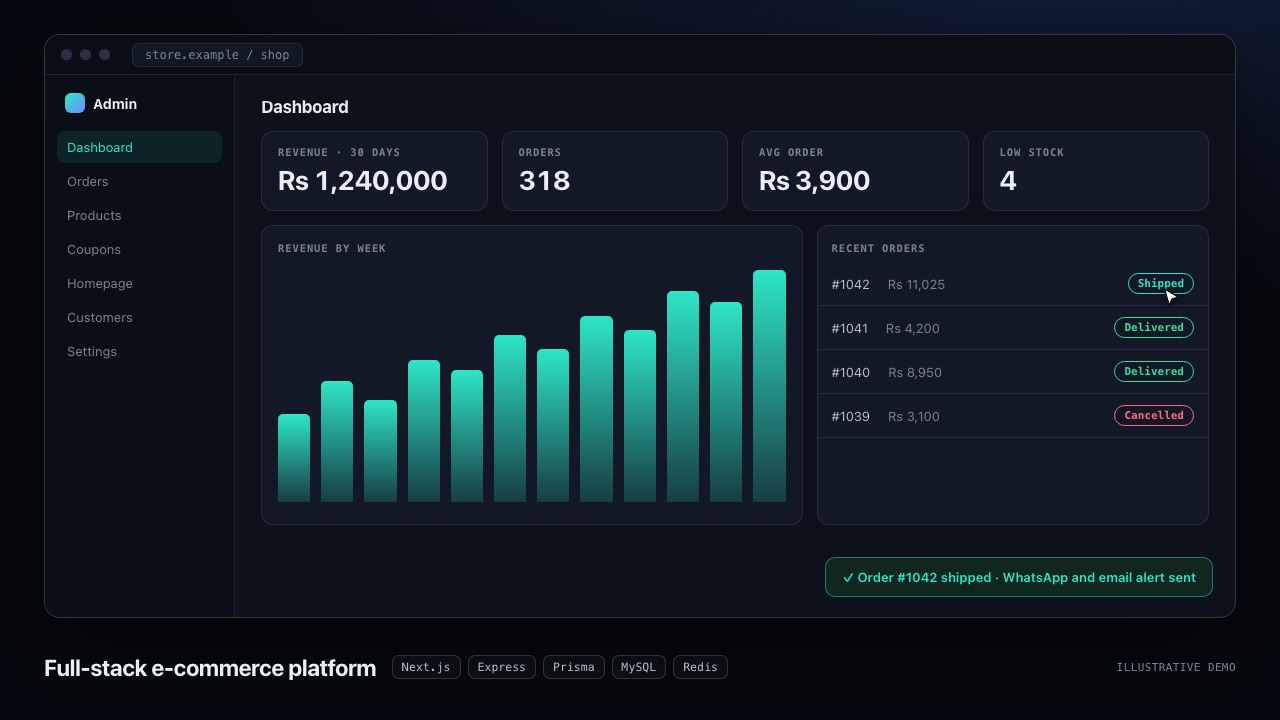 store.example / shop
Admin
Dashboard
Orders
Products
Coupons
Homepage
Customers
Settings
Dashboard
REVENUE · 30 DAYS
Rs 1,240,000
ORDERS
318
AVG ORDER
Rs 3,900
LOW STOCK
4
REVENUE BY WEEK
RECENT ORDERS
#1042 Rs 11,025 Shipped
#1041 Rs 4,200 Delivered
#1040 Rs 8,950 Delivered
#1039 Rs 3,100 Cancelled
✓ Order #1042 shipped · WhatsApp and email alert sent
Full-stack e-commerce platform Next.js Express Prisma MySQL Redis
ILLUSTRATIVE DEMO